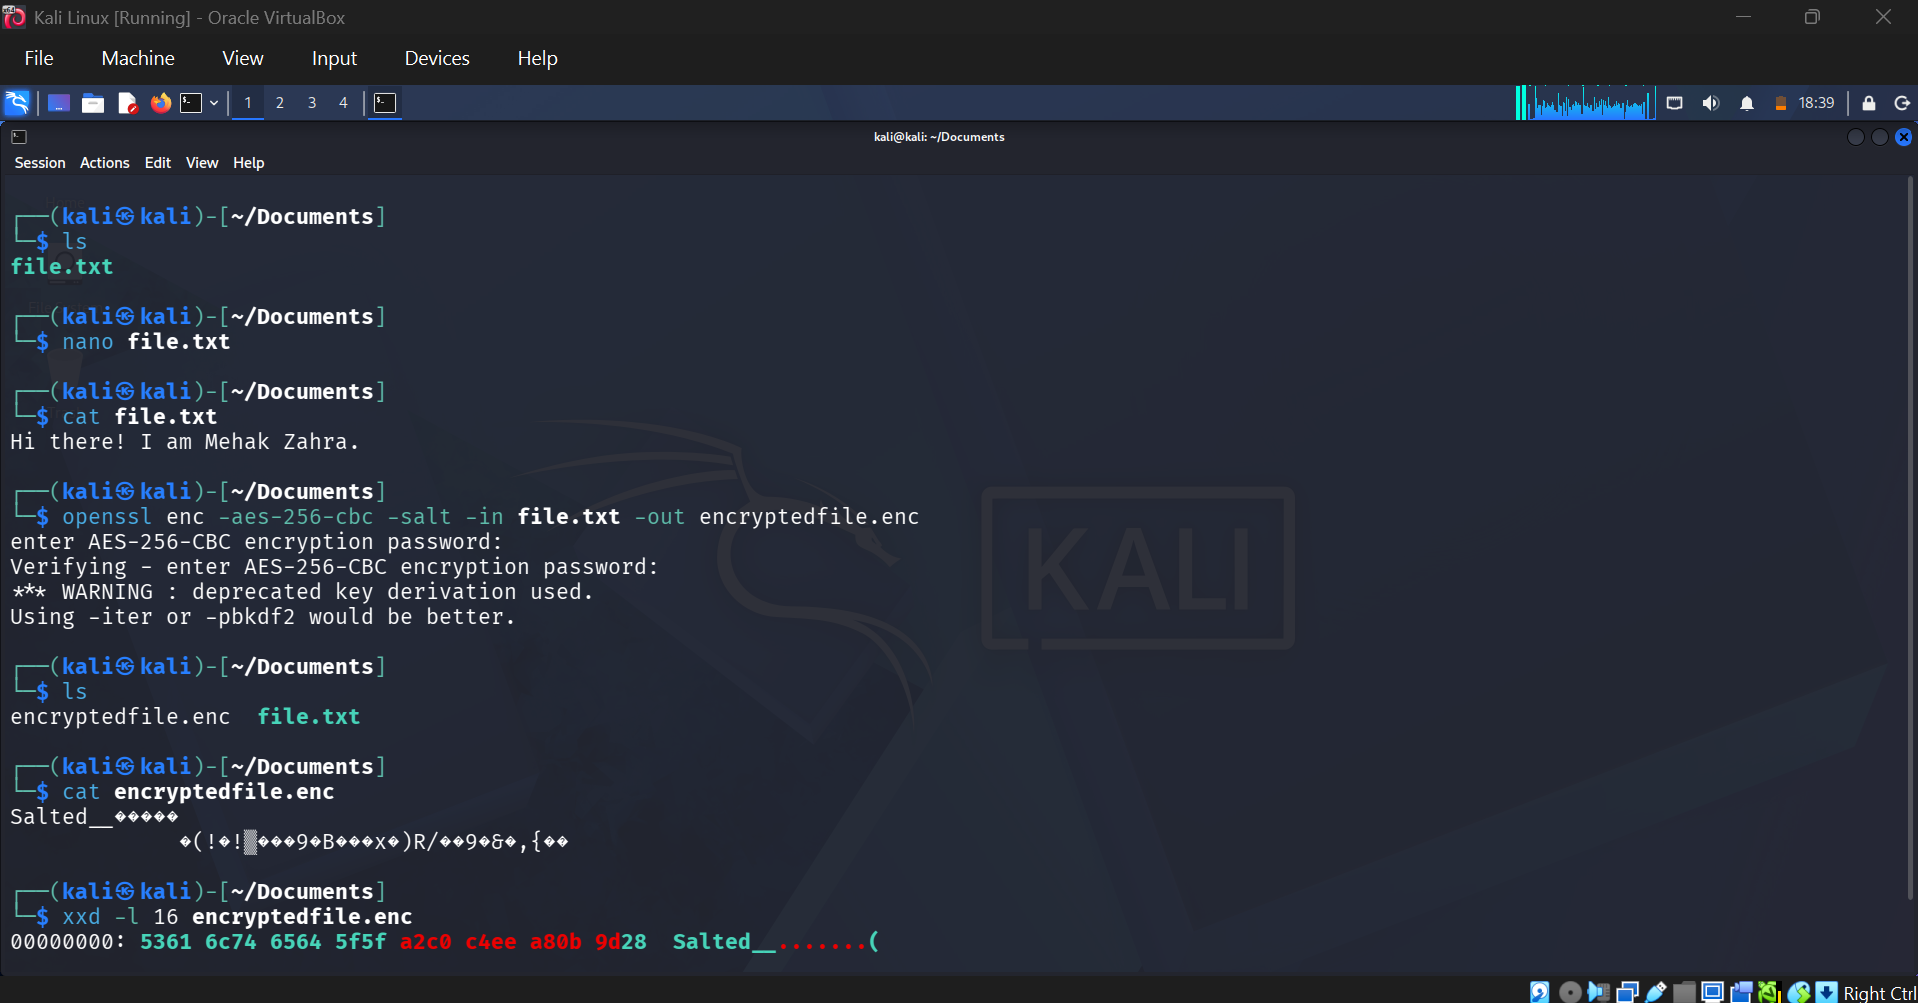 Kali Linux [Running] - Oracle VirtualBox
File Machine View Input Devices Help
1 2 3 4 18:39
kali@kali: ~/Documents
Session Actions Edit View Help
┌──(kali㉿kali)-[~/Documents]
└─$ ls
file.txt
┌──(kali㉿kali)-[~/Documents]
└─$ nano file.txt
┌──(kali㉿kali)-[~/Documents]
└─$ cat file.txt
Hi there! I am Mehak Zahra.
┌──(kali㉿kali)-[~/Documents]
└─$ openssl enc -aes-256-cbc -salt -in file.txt -out encryptedfile.enc
enter AES-256-CBC encryption password:
Verifying - enter AES-256-CBC encryption password:
*** WARNING : deprecated key derivation used.
Using -iter or -pbkdf2 would be better.
┌──(kali㉿kali)-[~/Documents]
└─$ ls
encryptedfile.enc file.txt
┌──(kali㉿kali)-[~/Documents]
└─$ cat encryptedfile.enc
Salted__�����
�(!�!▒���9�B���x�)R/��9�&�,{��
┌──(kali㉿kali)-[~/Documents]
└─$ xxd -l 16 encryptedfile.enc
00000000: 5361 6c74 6564 5f5f a2c0 c4ee a80b 9d28 Salted__.......(
KALI
Right Ctrl